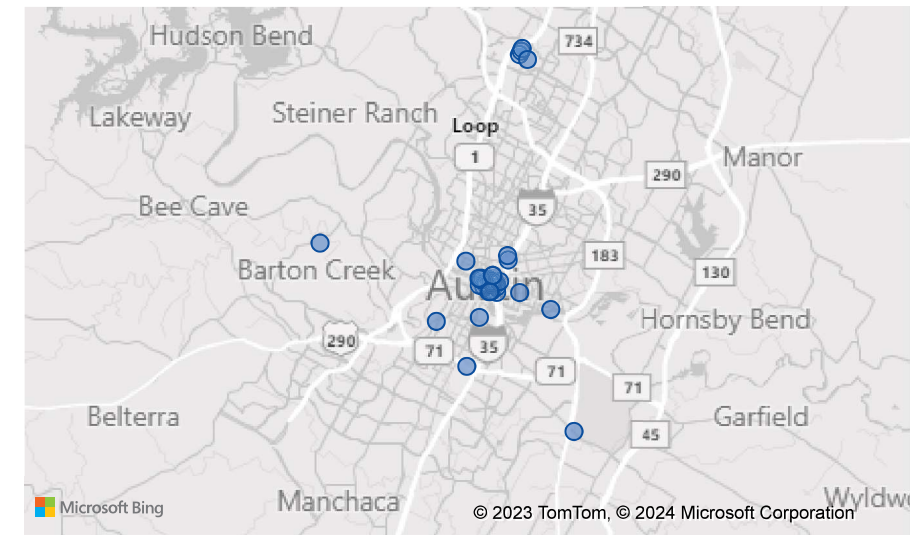 Hudson Bend
734
Lakeway
Steiner Ranch
Loop
1
Manor
290
Bee Cave
35
183
130
Barton Creek
Austin
Hornsby Bend
290
71
35
71
71
Belterra
Garfield
45
Manchaca
Wyldwo
Microsoft Bing
© 2023 TomTom, © 2024 Microsoft Corporation